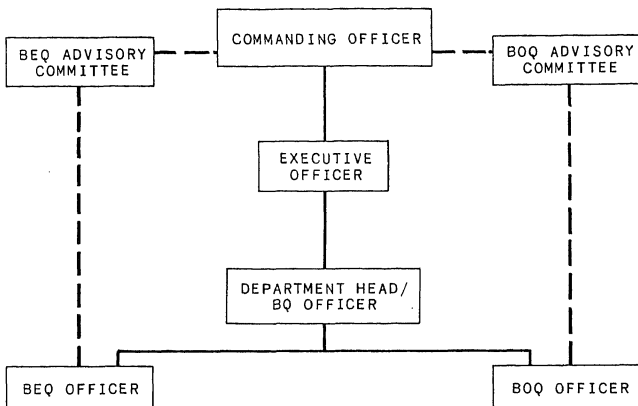 COMMANDING OFFICER
BEQ ADVISORY
COMMITTEE
BOQ ADVISORY
COMMITTEE
EXECUTIVE
OFFICER
DEPARTMENT HEAD/
BQ OFFICER
BEQ OFFICER
BOQ OFFICER